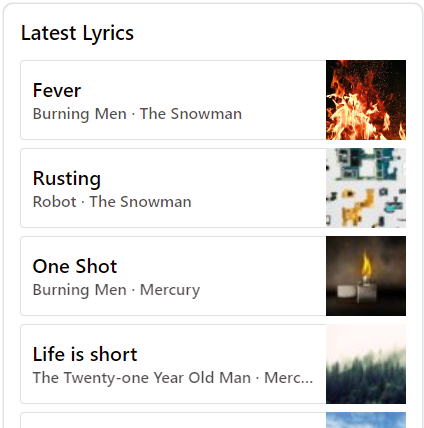 Latest Lyrics
Fever
Burning Men · The Snowman
Rusting
Robot · The Snowman
One Shot
Burning Men · Mercury
Life is short
The Twenty-one Year Old Man · Merc...